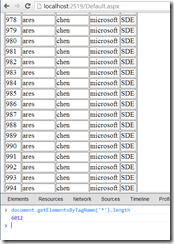 localhost:2519/Default.aspx
978 ares chen microsoft SDE
979 ares chen microsoft SDE
980 ares chen microsoft SDE
981 ares chen microsoft SDE
982 ares chen microsoft SDE
983 ares chen microsoft SDE
984 ares chen microsoft SDE
985 ares chen microsoft SDE
986 ares chen microsoft SDE
987 ares chen microsoft SDE
988 ares chen microsoft SDE
989 ares chen microsoft SDE
990 ares chen microsoft SDE
991 ares chen microsoft SDE
992 ares chen microsoft SDE
993 ares chen microsoft SDE
994 ares chen microsoft SDE
Elements Resources Network Sources Timeline
> document.getElementsByTagName('*').length
6012
>